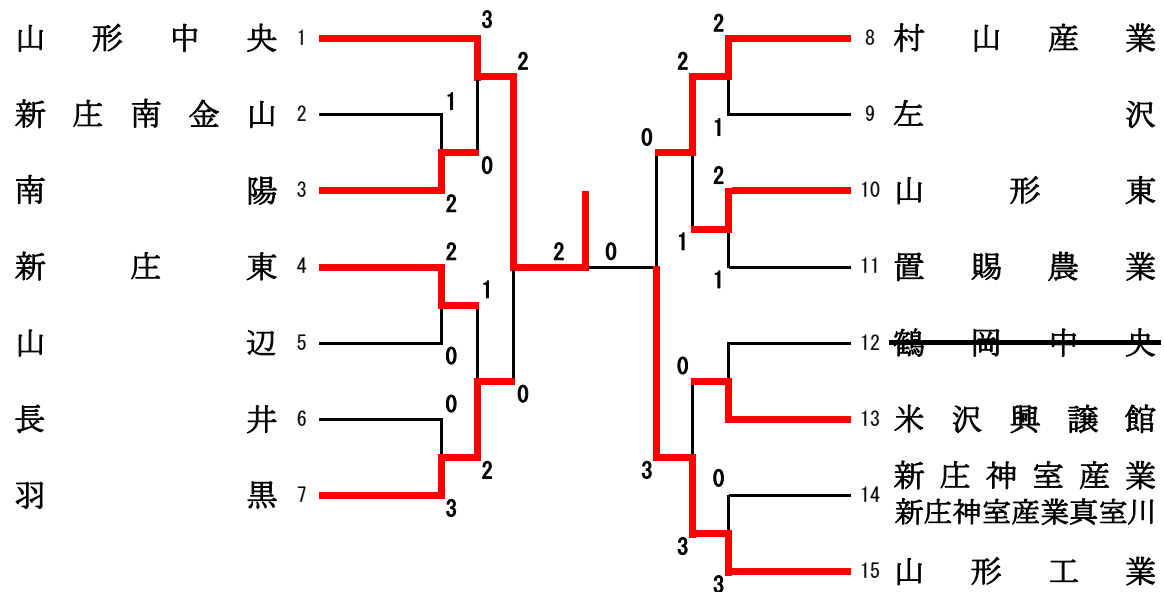 山形中央 1
3
2
新庄南金山 2
1
0
南陽 3
2
新庄東 4
2
1
山辺 5
0
長井 6
0
0
羽黒 7
2
3
2 0
2
8 村山産業
2
9 左沢
1
0
10 山形東
2
1
11 置賜農業
1
12 鶴岡中央
0
13 米沢興譲館
3
14 新庄神室産業
新庄神室産業真室川
0
3
15 山形工業
3